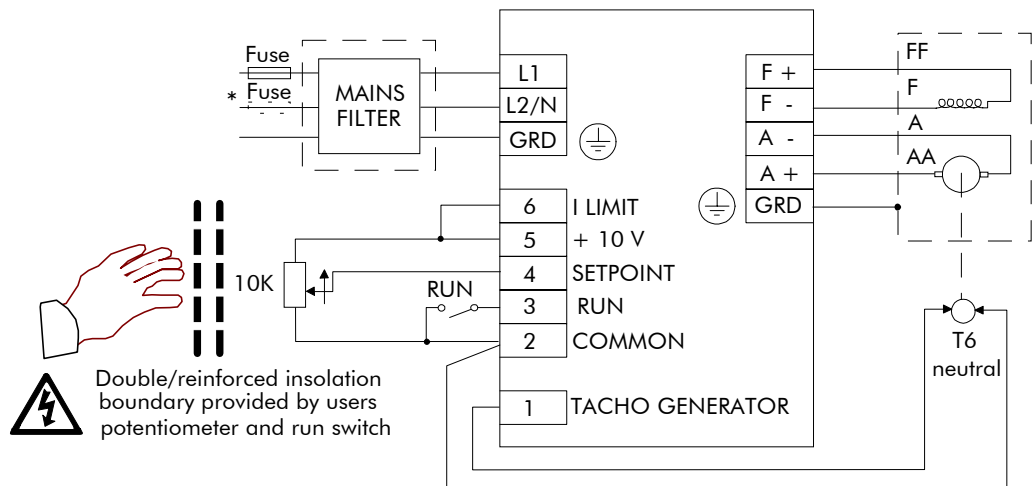 Fuse
* Fuse
MAINS
FILTER
L1
L2/N
GRD
F +
F -
A -
A +
GRD
FF
F
A
AA
6 I LIMIT
5 + 10 V
4 SETPOINT
3 RUN
2 COMMON
1 TACHO GENERATOR
10K
RUN
T6
neutral
Double/reinforced insolation
boundary provided by users
potentiometer and run switch